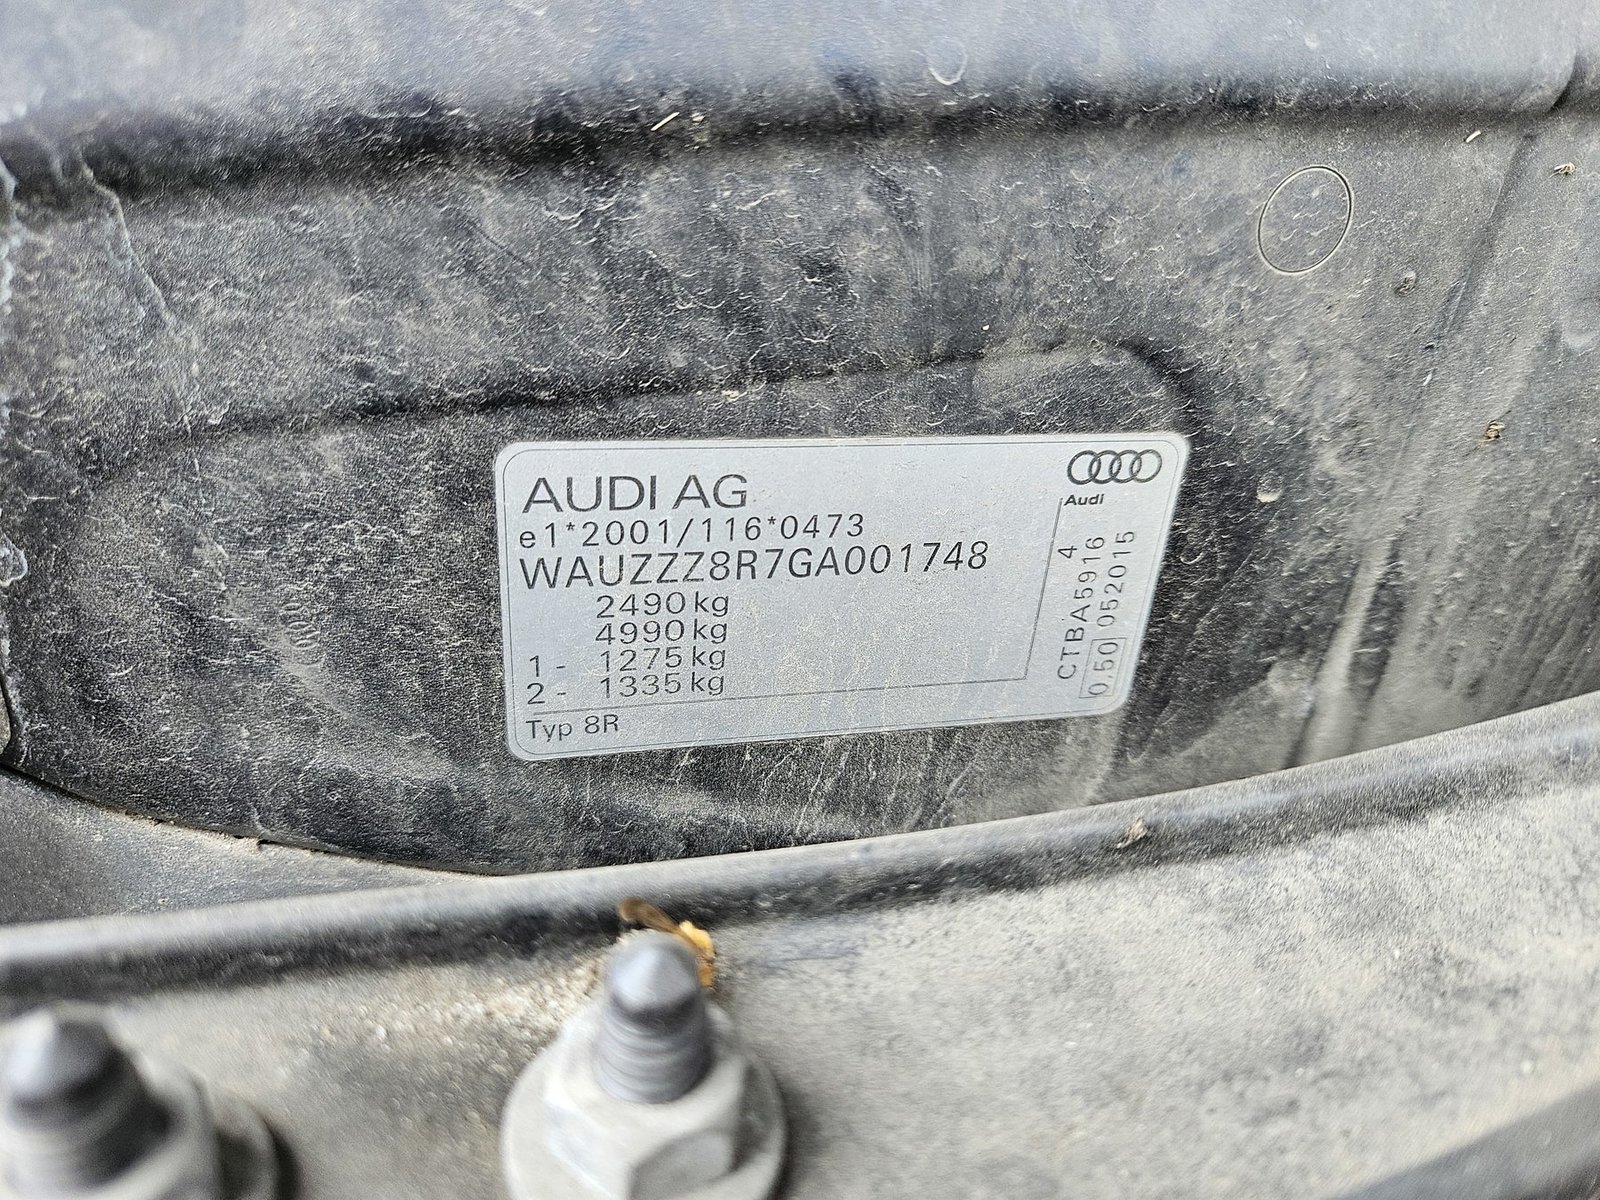 AUDI AG
Audi
e1*2001/116*0473
WAUZZZ8R7GA001748
2490 kg
4990 kg
1 - 1275 kg
2 - 1335 kg
Typ 8R
4
CTBA5916
0,50 052015